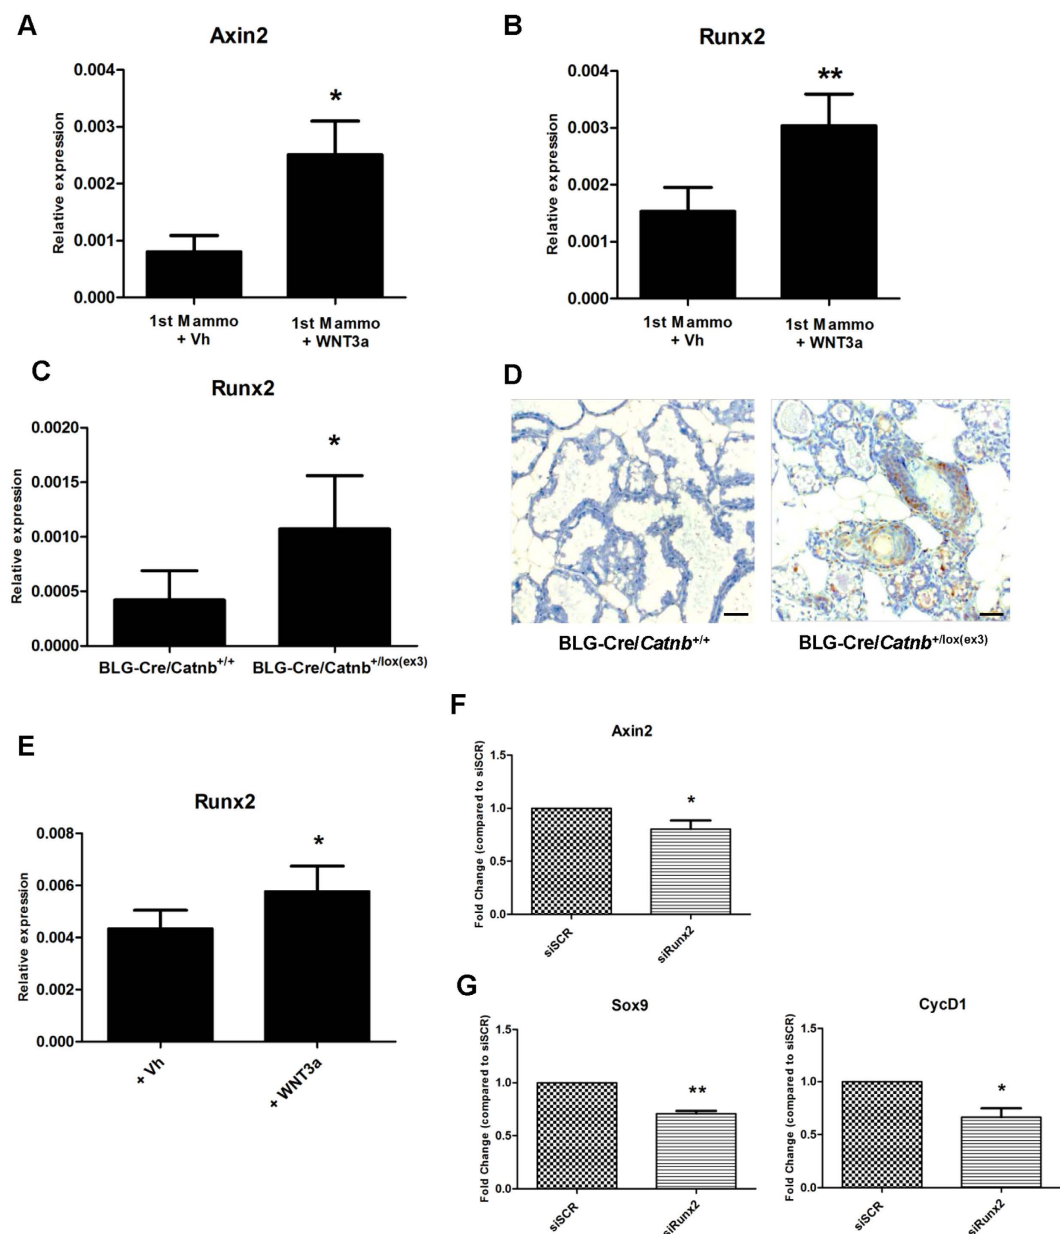 A
Axin2
Relative expression
0.004
0.003
0.002
0.001
0.000
*
1st Mammo
+ Vh
1st Mammo
+ WNT3a
B
Runx2
Relative expression
0.004
0.003
0.002
0.001
0.000
**
1st Mammo
+ Vh
1st Mammo
+ WNT3a
C
Runx2
Relative expression
0.0020
0.0015
0.0010
0.0005
0.0000
*
BLG-Cre/Catnb+/+
BLG-Cre/Catnb+/lox(ex3)
D
BLG-Cre/Catnb+/+
BLG-Cre/Catnb+/lox(ex3)
E
Runx2
Relative expression
0.008
0.006
0.004
0.002
0.000
*
+ Vh
+ WNT3a
F
Axin2
Fold Change (compared to siSCR)
1.5
1.0
0.5
0.0
*
siSCR
siRunx2
G
Sox9
Fold Change (compared to siSCR)
1.5
1.0
0.5
0.0
**
siSCR
siRunx2
CycD1
Fold Change (compared to siSCR)
1.5
1.0
0.5
0.0
*
siSCR
siRunx2